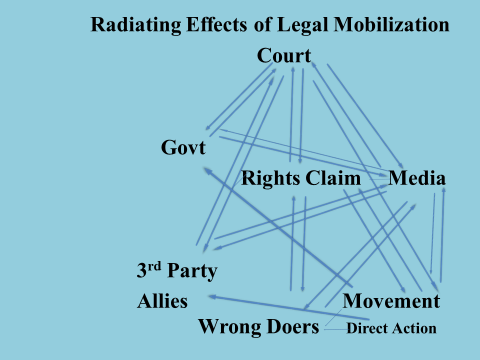 Radiating Effects of Legal Mobilization
Court
Govt
Rights Claim Media
3rd Party
Allies Movement
Wrong Doers Direct Action